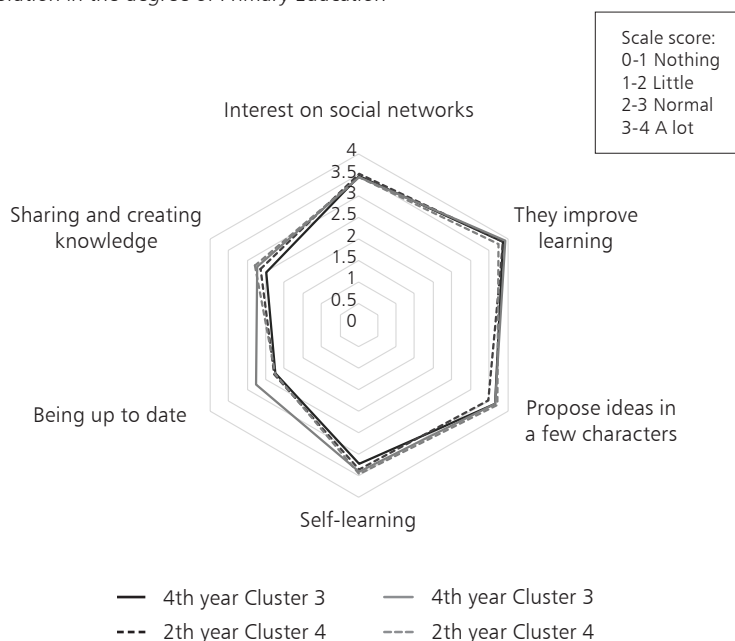 Scale score:
0-1 Nothing
1-2 Little
2-3 Normal
3-4 A lot
Interest on social networks
4
3.5
3
2.5
2
1.5
1
0.5
0
Sharing and creating
knowledge
They improve
learning
Being up to date
Propose ideas in
a few characters
Self-learning
4th year Cluster 3
4th year Cluster 3
2th year Cluster 4
2th year Cluster 4